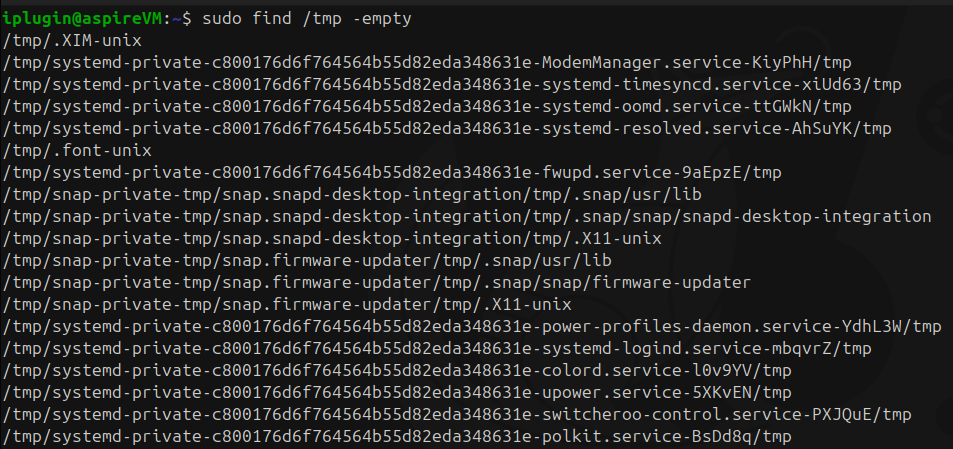 iplugin@aspireVM:~$ sudo find /tmp -empty
/tmp/.XIM-unix
/tmp/systemd-private-c800176d6f764564b55d82eda348631e-ModemManager.service-KiyPhH/tmp
/tmp/systemd-private-c800176d6f764564b55d82eda348631e-systemd-timesyncd.service-xiUd63/tmp
/tmp/systemd-private-c800176d6f764564b55d82eda348631e-systemd-oomd.service-ttGWkN/tmp
/tmp/systemd-private-c800176d6f764564b55d82eda348631e-systemd-resolved.service-AhSuYK/tmp
/tmp/.font-unix
/tmp/systemd-private-c800176d6f764564b55d82eda348631e-fwupd.service-9aEpzE/tmp
/tmp/snap-private-tmp/snap.snapd-desktop-integration/tmp/.snap/usr/lib
/tmp/snap-private-tmp/snap.snapd-desktop-integration/tmp/.snap/snap/snapd-desktop-integration
/tmp/snap-private-tmp/snap.snapd-desktop-integration/tmp/.X11-unix
/tmp/snap-private-tmp/snap.firmware-updater/tmp/.snap/usr/lib
/tmp/snap-private-tmp/snap.firmware-updater/tmp/.snap/snap/firmware-updater
/tmp/snap-private-tmp/snap.firmware-updater/tmp/.X11-unix
/tmp/systemd-private-c800176d6f764564b55d82eda348631e-power-profiles-daemon.service-YdhL3W/tmp
/tmp/systemd-private-c800176d6f764564b55d82eda348631e-systemd-logind.service-mbqvrZ/tmp
/tmp/systemd-private-c800176d6f764564b55d82eda348631e-colord.service-l0v9YV/tmp
/tmp/systemd-private-c800176d6f764564b55d82eda348631e-upower.service-5XKvEN/tmp
/tmp/systemd-private-c800176d6f764564b55d82eda348631e-switcheroo-control.service-PXJQuE/tmp
/tmp/systemd-private-c800176d6f764564b55d82eda348631e-polkit.service-BsDd8q/tmp